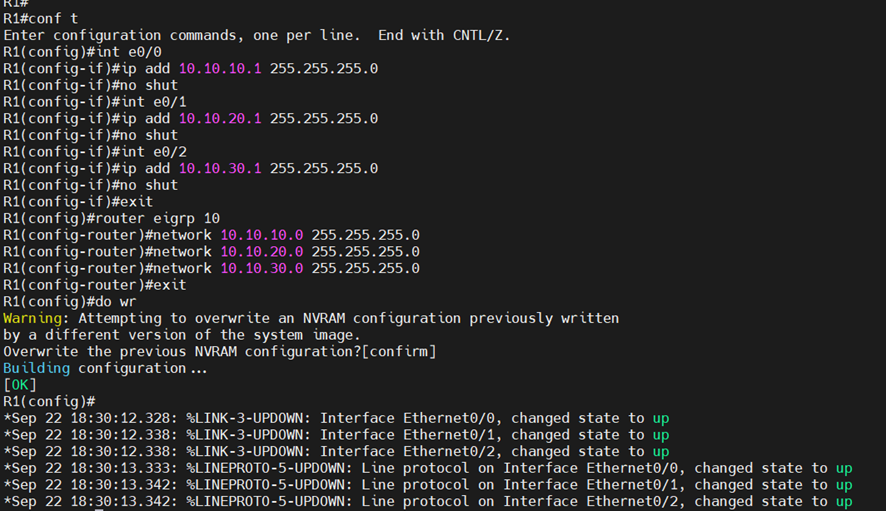 R1#
R1#conf t
Enter configuration commands, one per line.  End with CNTL/Z.
R1(config)#int e0/0
R1(config-if)#ip add 10.10.10.1 255.255.255.0
R1(config-if)#no shut
R1(config-if)#int e0/1
R1(config-if)#ip add 10.10.20.1 255.255.255.0
R1(config-if)#no shut
R1(config-if)#int e0/2
R1(config-if)#ip add 10.10.30.1 255.255.255.0
R1(config-if)#no shut
R1(config-if)#exit
R1(config)#router eigrp 10
R1(config-router)#network 10.10.10.0 255.255.255.0
R1(config-router)#network 10.10.20.0 255.255.255.0
R1(config-router)#network 10.10.30.0 255.255.255.0
R1(config-router)#exit
R1(config)#do wr
Warning: Attempting to overwrite an NVRAM configuration previously written
by a different version of the system image.
Overwrite the previous NVRAM configuration?[confirm]
Building configuration...
[OK]
R1(config)#
*Sep 22 18:30:12.328: %LINK-3-UPDOWN: Interface Ethernet0/0, changed state to up
*Sep 22 18:30:12.338: %LINK-3-UPDOWN: Interface Ethernet0/1, changed state to up
*Sep 22 18:30:12.338: %LINK-3-UPDOWN: Interface Ethernet0/2, changed state to up
*Sep 22 18:30:13.333: %LINEPROTO-5-UPDOWN: Line protocol on Interface Ethernet0/0, changed state to up
*Sep 22 18:30:13.342: %LINEPROTO-5-UPDOWN: Line protocol on Interface Ethernet0/1, changed state to up
*Sep 22 18:30:13.342: %LINEPROTO-5-UPDOWN: Line protocol on Interface Ethernet0/2, changed state to up